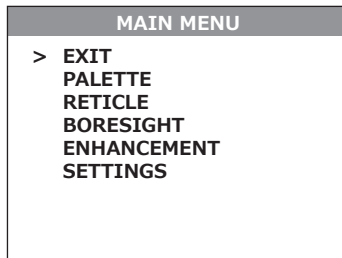 MAIN MENU
> EXIT
PALETTE
RETICLE
BORESIGHT
ENHANCEMENT
SETTINGS